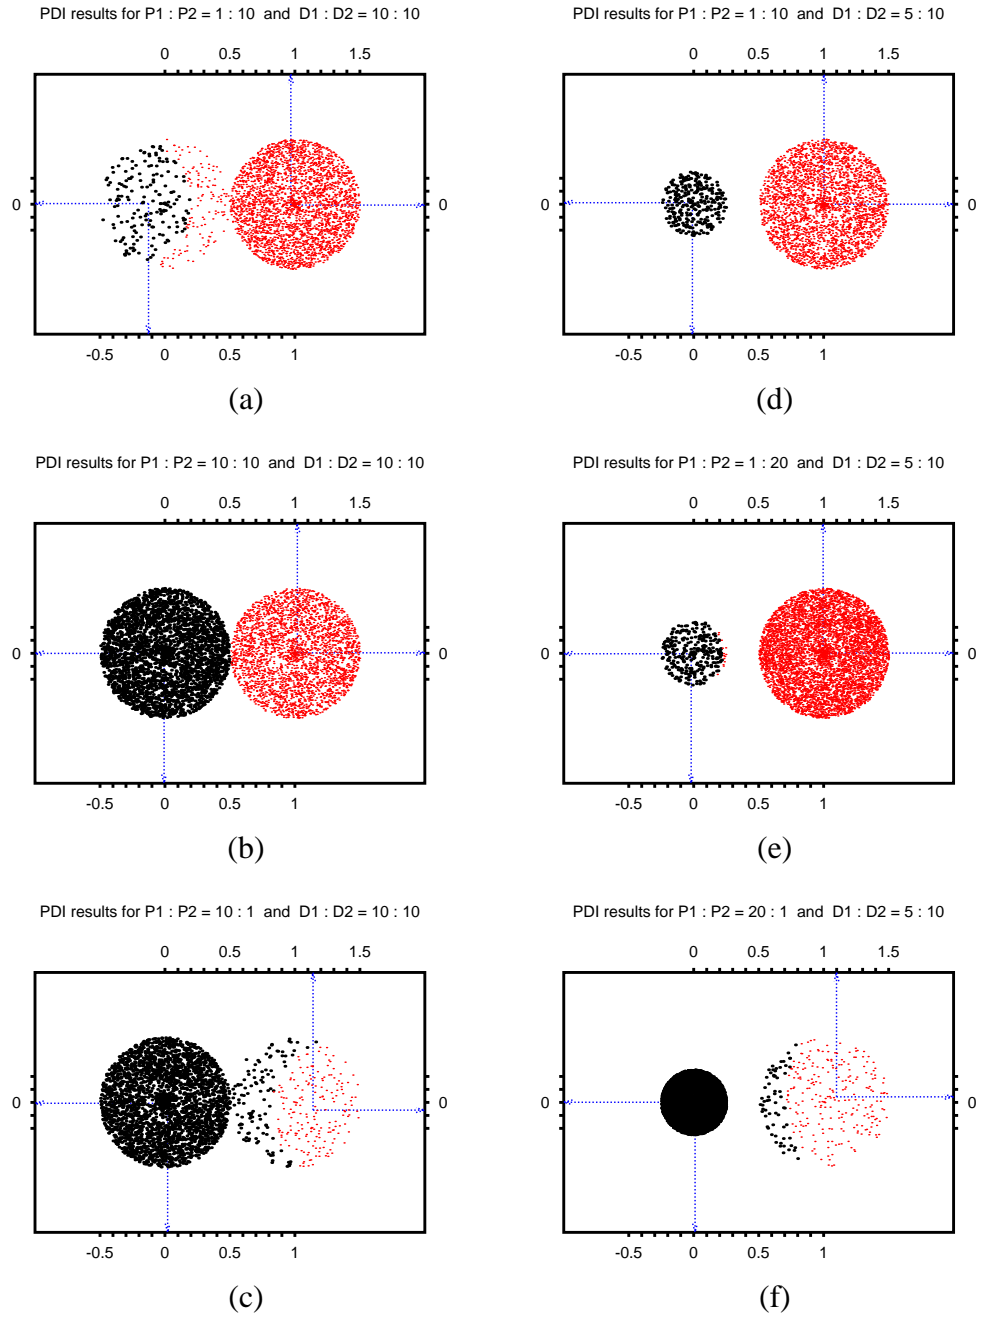 PDI results for P1 : P2 = 1 : 10 and D1 : D2 = 10 : 10
0 0.5 1 1.5
0 0
-0.5 0 0.5 1
(a)
PDI results for P1 : P2 = 1 : 10 and D1 : D2 = 5 : 10
0 0.5 1 1.5
0 0
-0.5 0 0.5 1
(d)
PDI results for P1 : P2 = 10 : 10 and D1 : D2 = 10 : 10
0 0.5 1 1.5
0 0
-0.5 0 0.5 1
(b)
PDI results for P1 : P2 = 1 : 20 and D1 : D2 = 5 : 10
0 0.5 1 1.5
0 0
-0.5 0 0.5 1
(e)
PDI results for P1 : P2 = 10 : 1 and D1 : D2 = 10 : 10
0 0.5 1 1.5
0 0
-0.5 0 0.5 1
(c)
PDI results for P1 : P2 = 20 : 1 and D1 : D2 = 5 : 10
0 0.5 1 1.5
0 0
-0.5 0 0.5 1
(f)